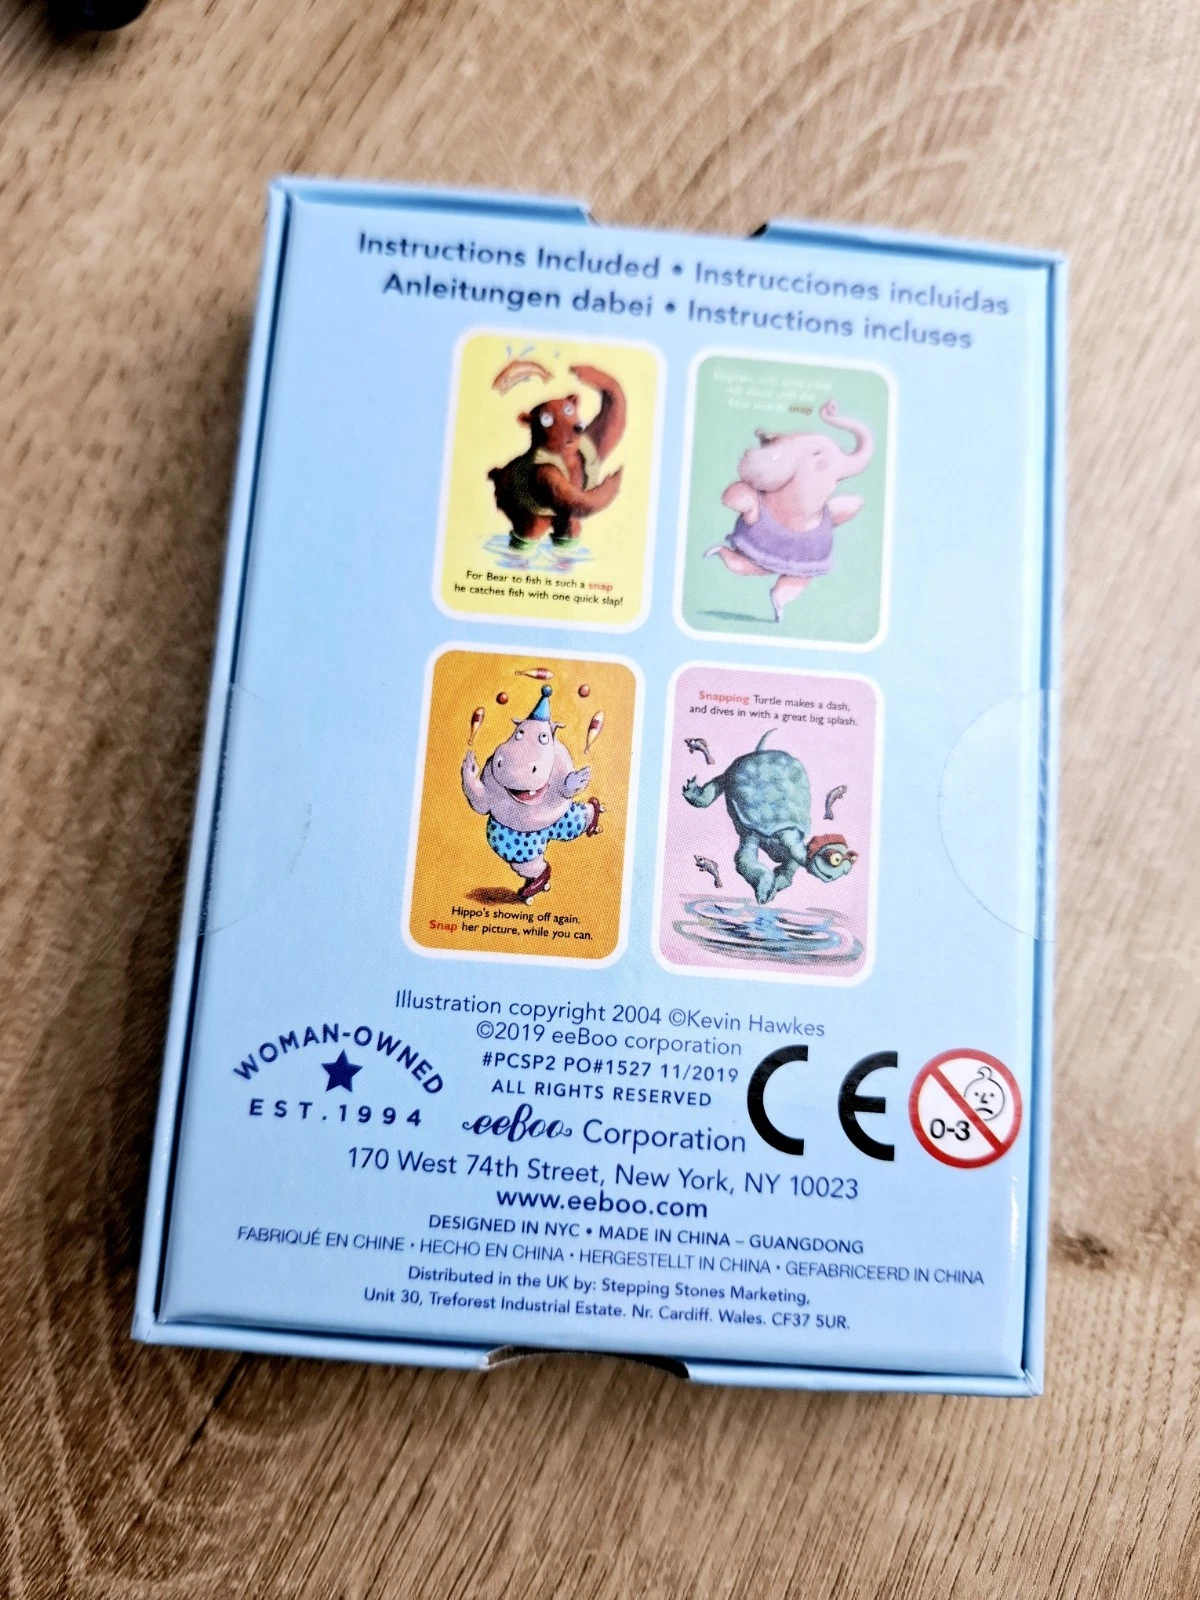 Instructions Included • Instrucciones incluidas
Anleitungen dabei • Instructions incluses
For Bear to fish is such a snap
he catches fish with one quick slap!
snap
Hippo's showing off again.
Snap her picture, while you can.
Snapping Turtle makes a dash,
and dives in with a great big splash.
Illustration copyright 2004 ©Kevin Hawkes
©2019 eeBoo corporation
#PCSP2 PO#1527 11/2019
ALL RIGHTS RESERVED
WOMAN-OWNED
EST.1994
eeBoo Corporation
CE
0-3
170 West 74th Street, New York, NY 10023
www.eeboo.com
DESIGNED IN NYC • MADE IN CHINA – GUANGDONG
FABRIQUÉ EN CHINE • HECHO EN CHINA • HERGESTELLT IN CHINA • GEFABRICEERD IN CHINA
Distributed in the UK by: Stepping Stones Marketing,
Unit 30, Treforest Industrial Estate. Nr. Cardiff. Wales. CF37 5UR.